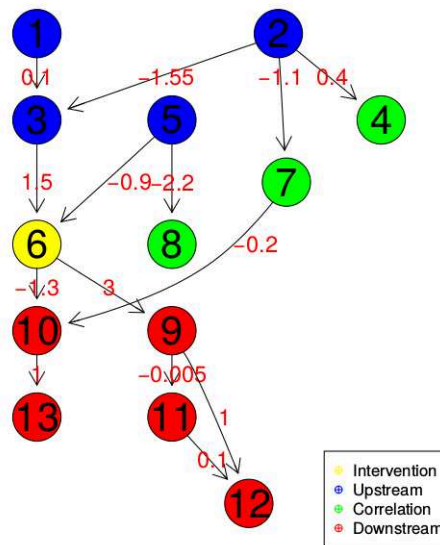 1 2
0.1 -1.55 -1.1 0.4
3 5 4
7
1.5 -0.9 -2.2
6 8
-0.2
-1.3 3
10 9
1 -0.005
13 11
1
0.1
12
Intervention
Upstream
Correlation
Downstream